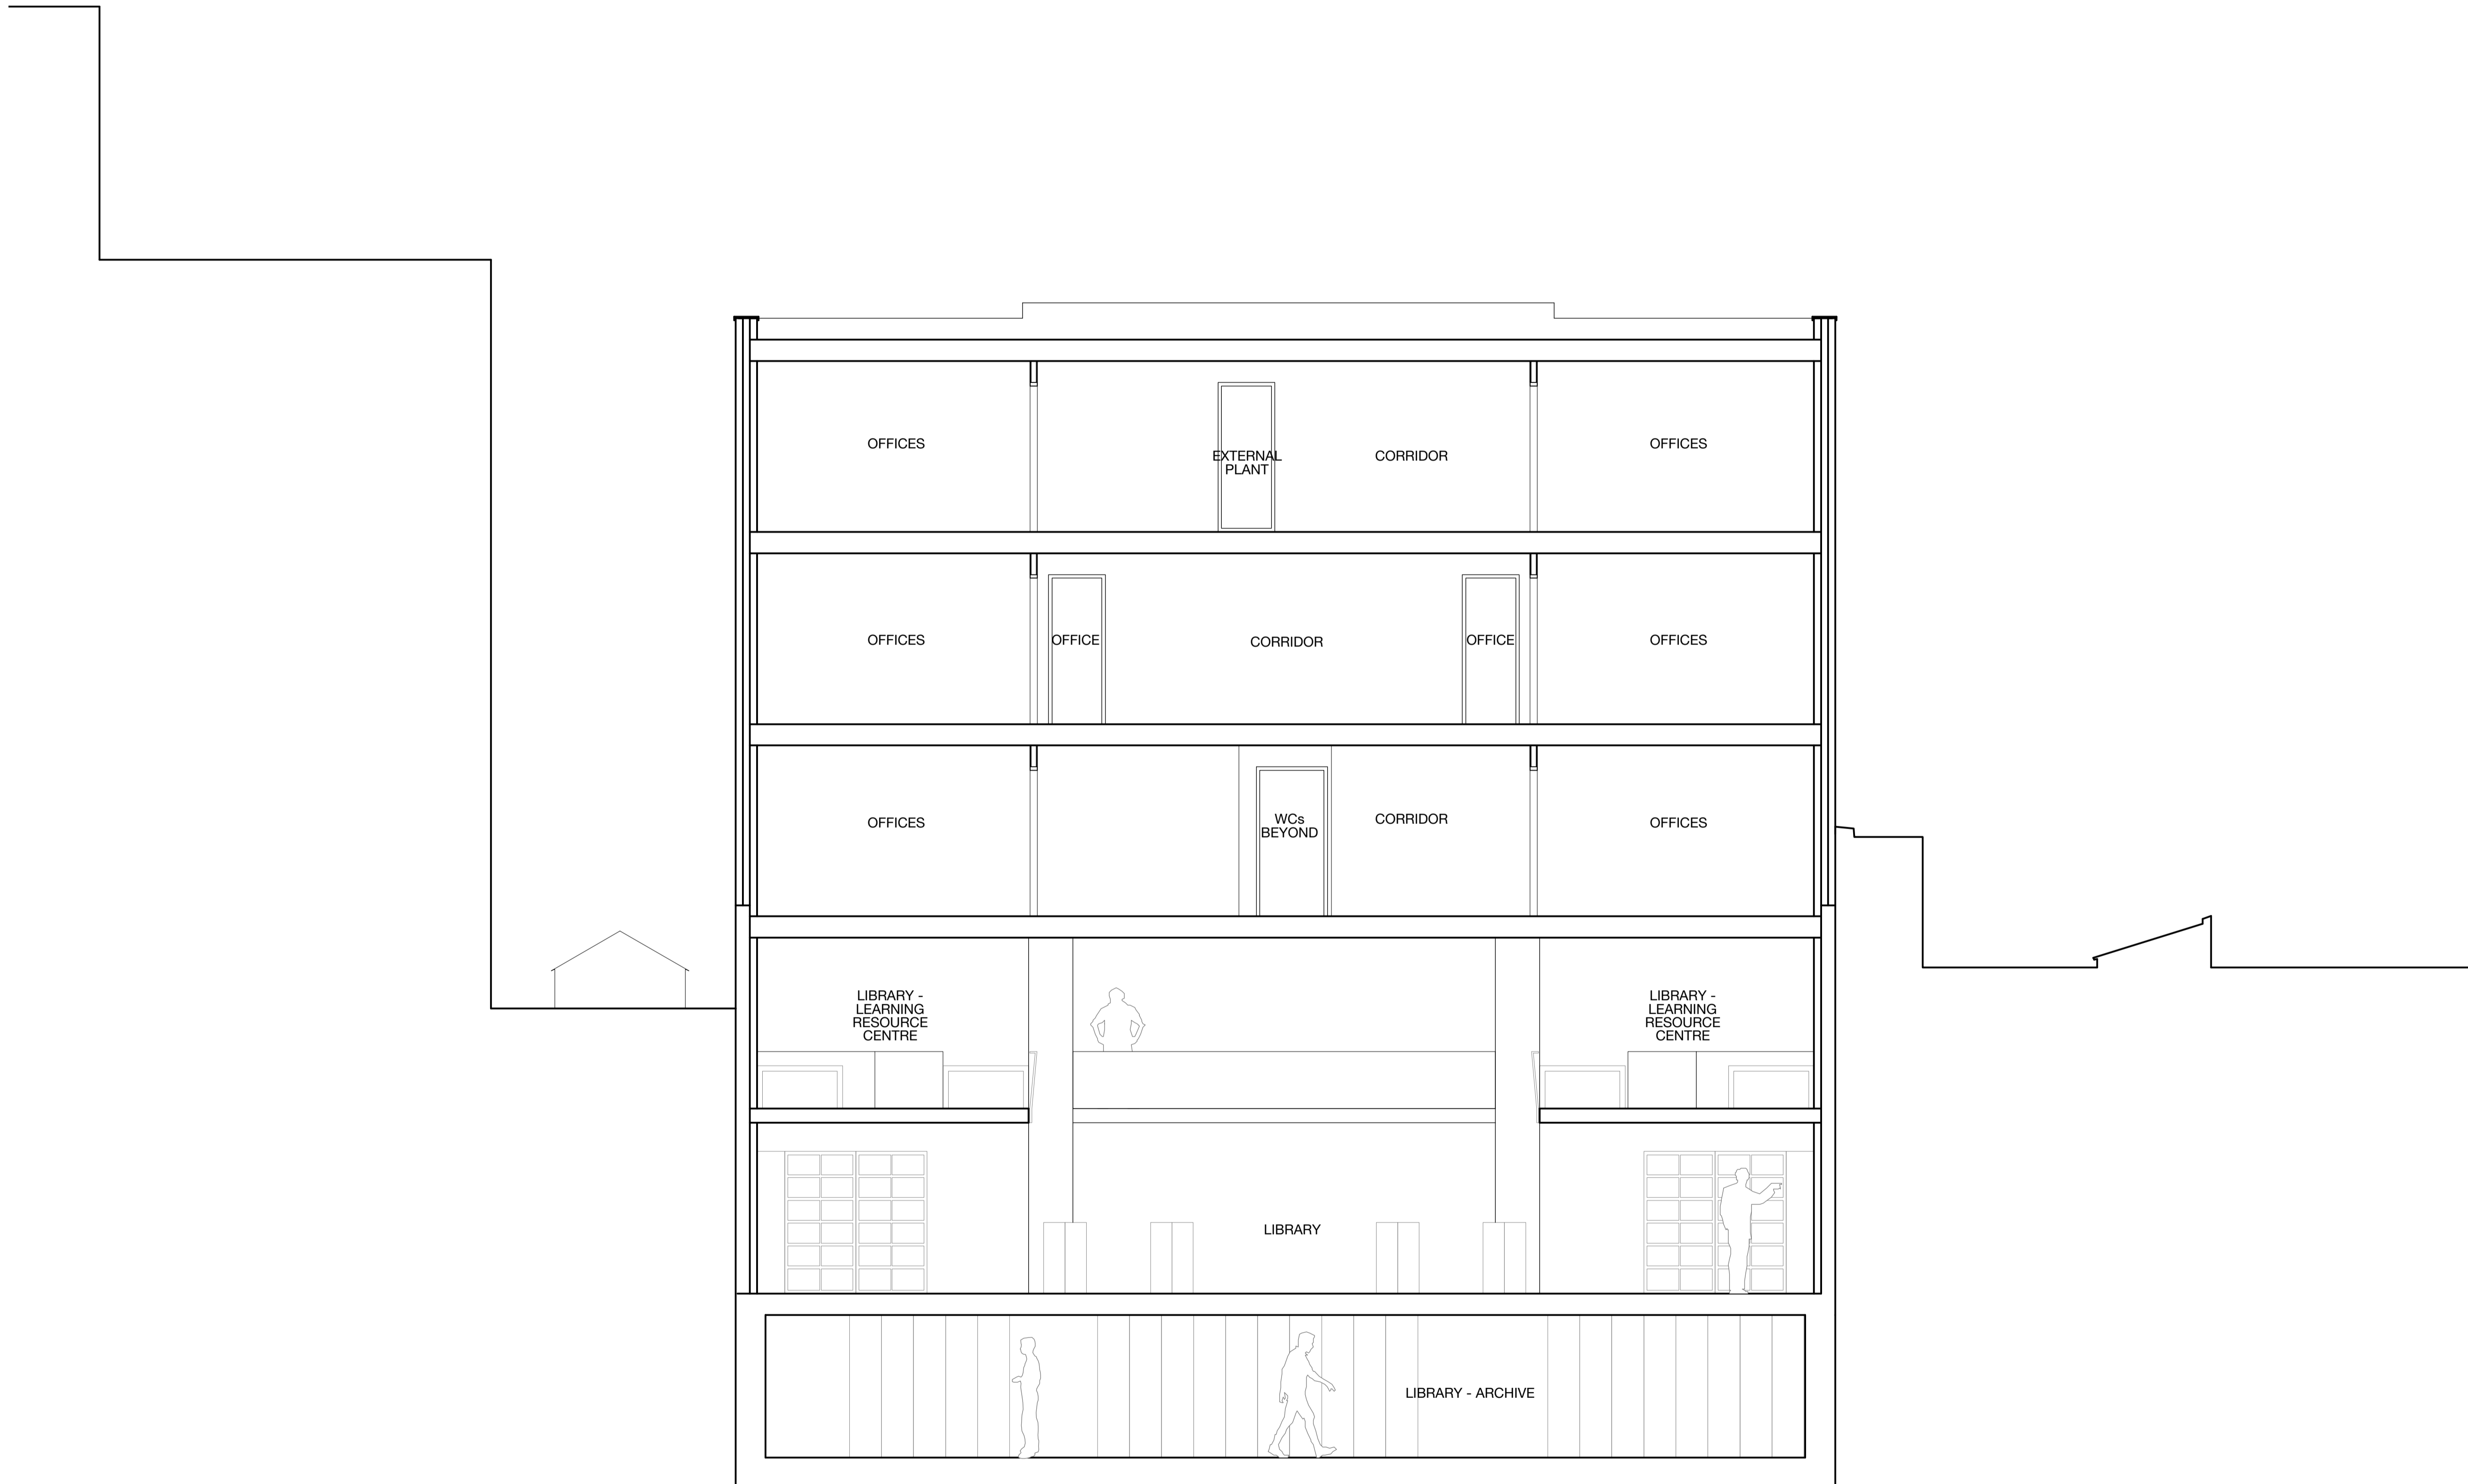 OFFICES
EXTERNAL
PLANT
CORRIDOR
OFFICES
OFFICES
OFFICE
CORRIDOR
OFFICE
OFFICES
OFFICES
WCs
BEYOND
CORRIDOR
OFFICES
LIBRARY -
LEARNING
RESOURCE
CENTRE
LIBRARY -
LEARNING
RESOURCE
CENTRE
LIBRARY
LIBRARY - ARCHIVE